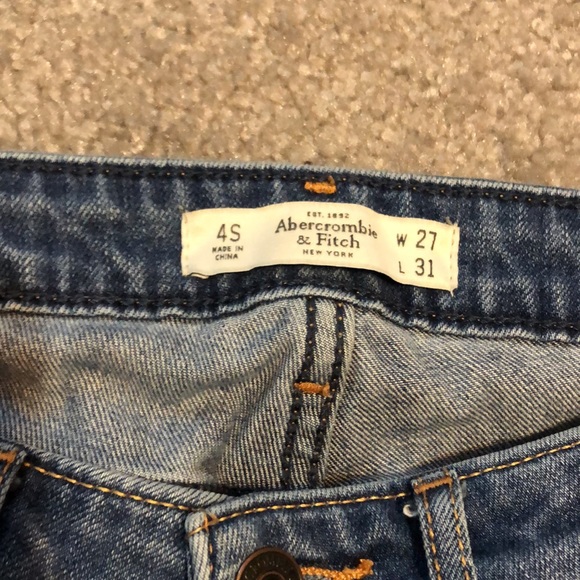 4S
MADE IN
CHINA
EST. 1892
Abercrombie
& Fitch
NEW YORK
W 27
L 31